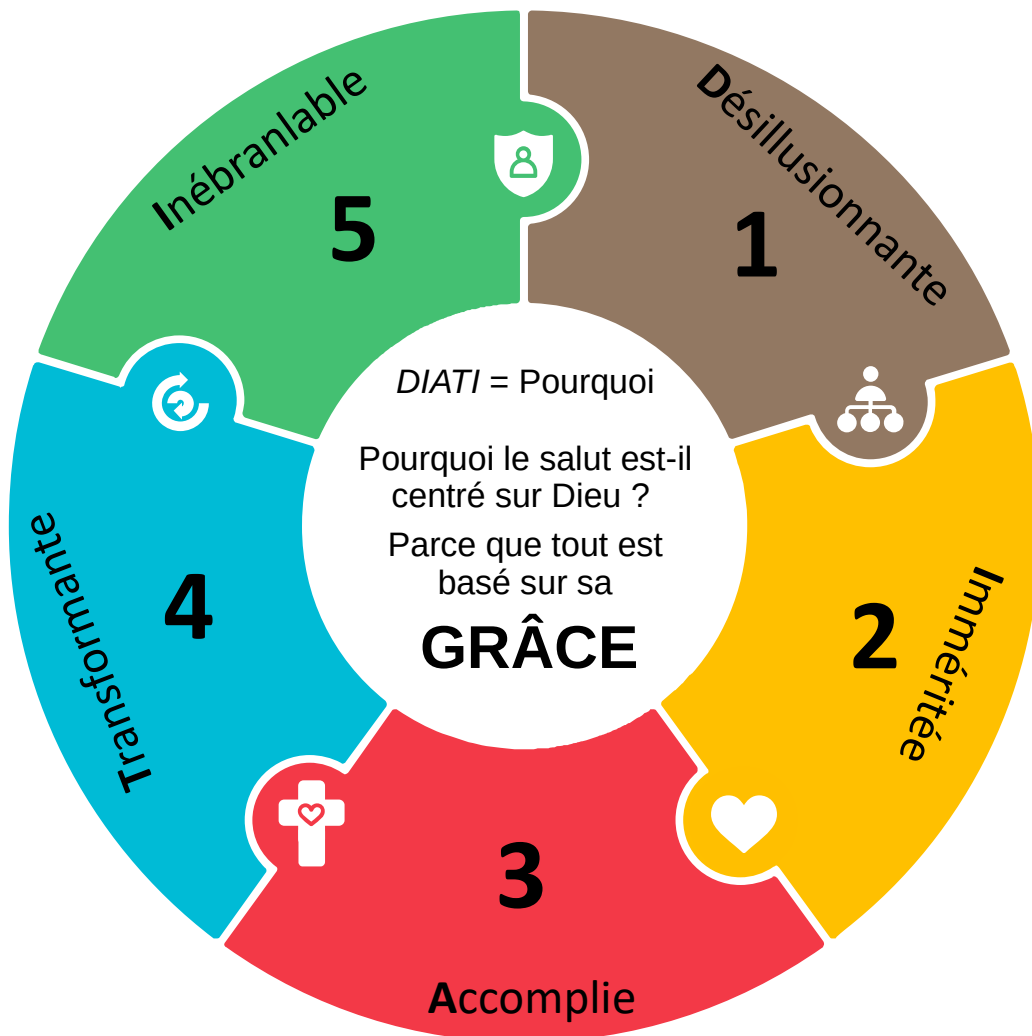 DIATI = Pourquoi
Pourquoi le salut est-il
centré sur Dieu ?
Parce que tout est
basé sur sa
GRÂCE
1
Désillusionnante
2
Imméritée
3
Accomplie
4
Transformante
5
Inébranlable